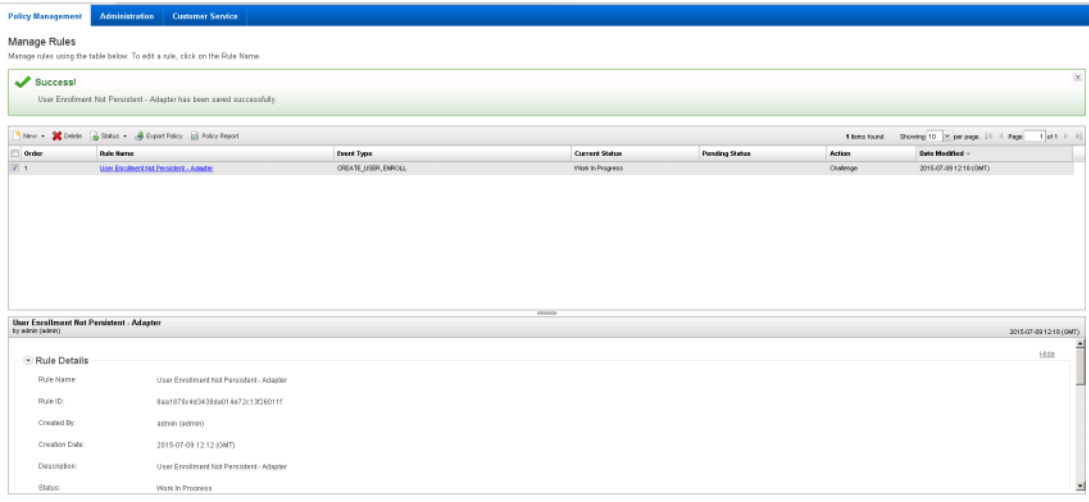 Policy Management Administration Customer Service
Manage Rules
Manage rules using the table below. To edit a rule, click on the Rule Name.
Success!
User Enrollment Not Persistent - Adapter has been saved successfully.
New Delete Status Export Policy Policy Report 1 items found Showing 10 per page. Page 1 of 1
Order Rule Name Event Type Current Status Pending Status Action Date Modified
1 User Enrollment Not Persistent - Adapter CREATE_USER_ENROLL Work In Progress Challenge 2015-07-09 12:18 (GMT)
User Enrollment Not Persistent - Adapter
by admin (admin) 2015-07-09 12:18 (GMT)
Hide
Rule Details
Rule Name: User Enrollment Not Persistent - Adapter
Rule ID:
Created By: admin (admin)
Creation Date: 2015-07-09 12:12 (GMT)
Description: User Enrollment Not Persistent - Adapter
Status: Work In Progress